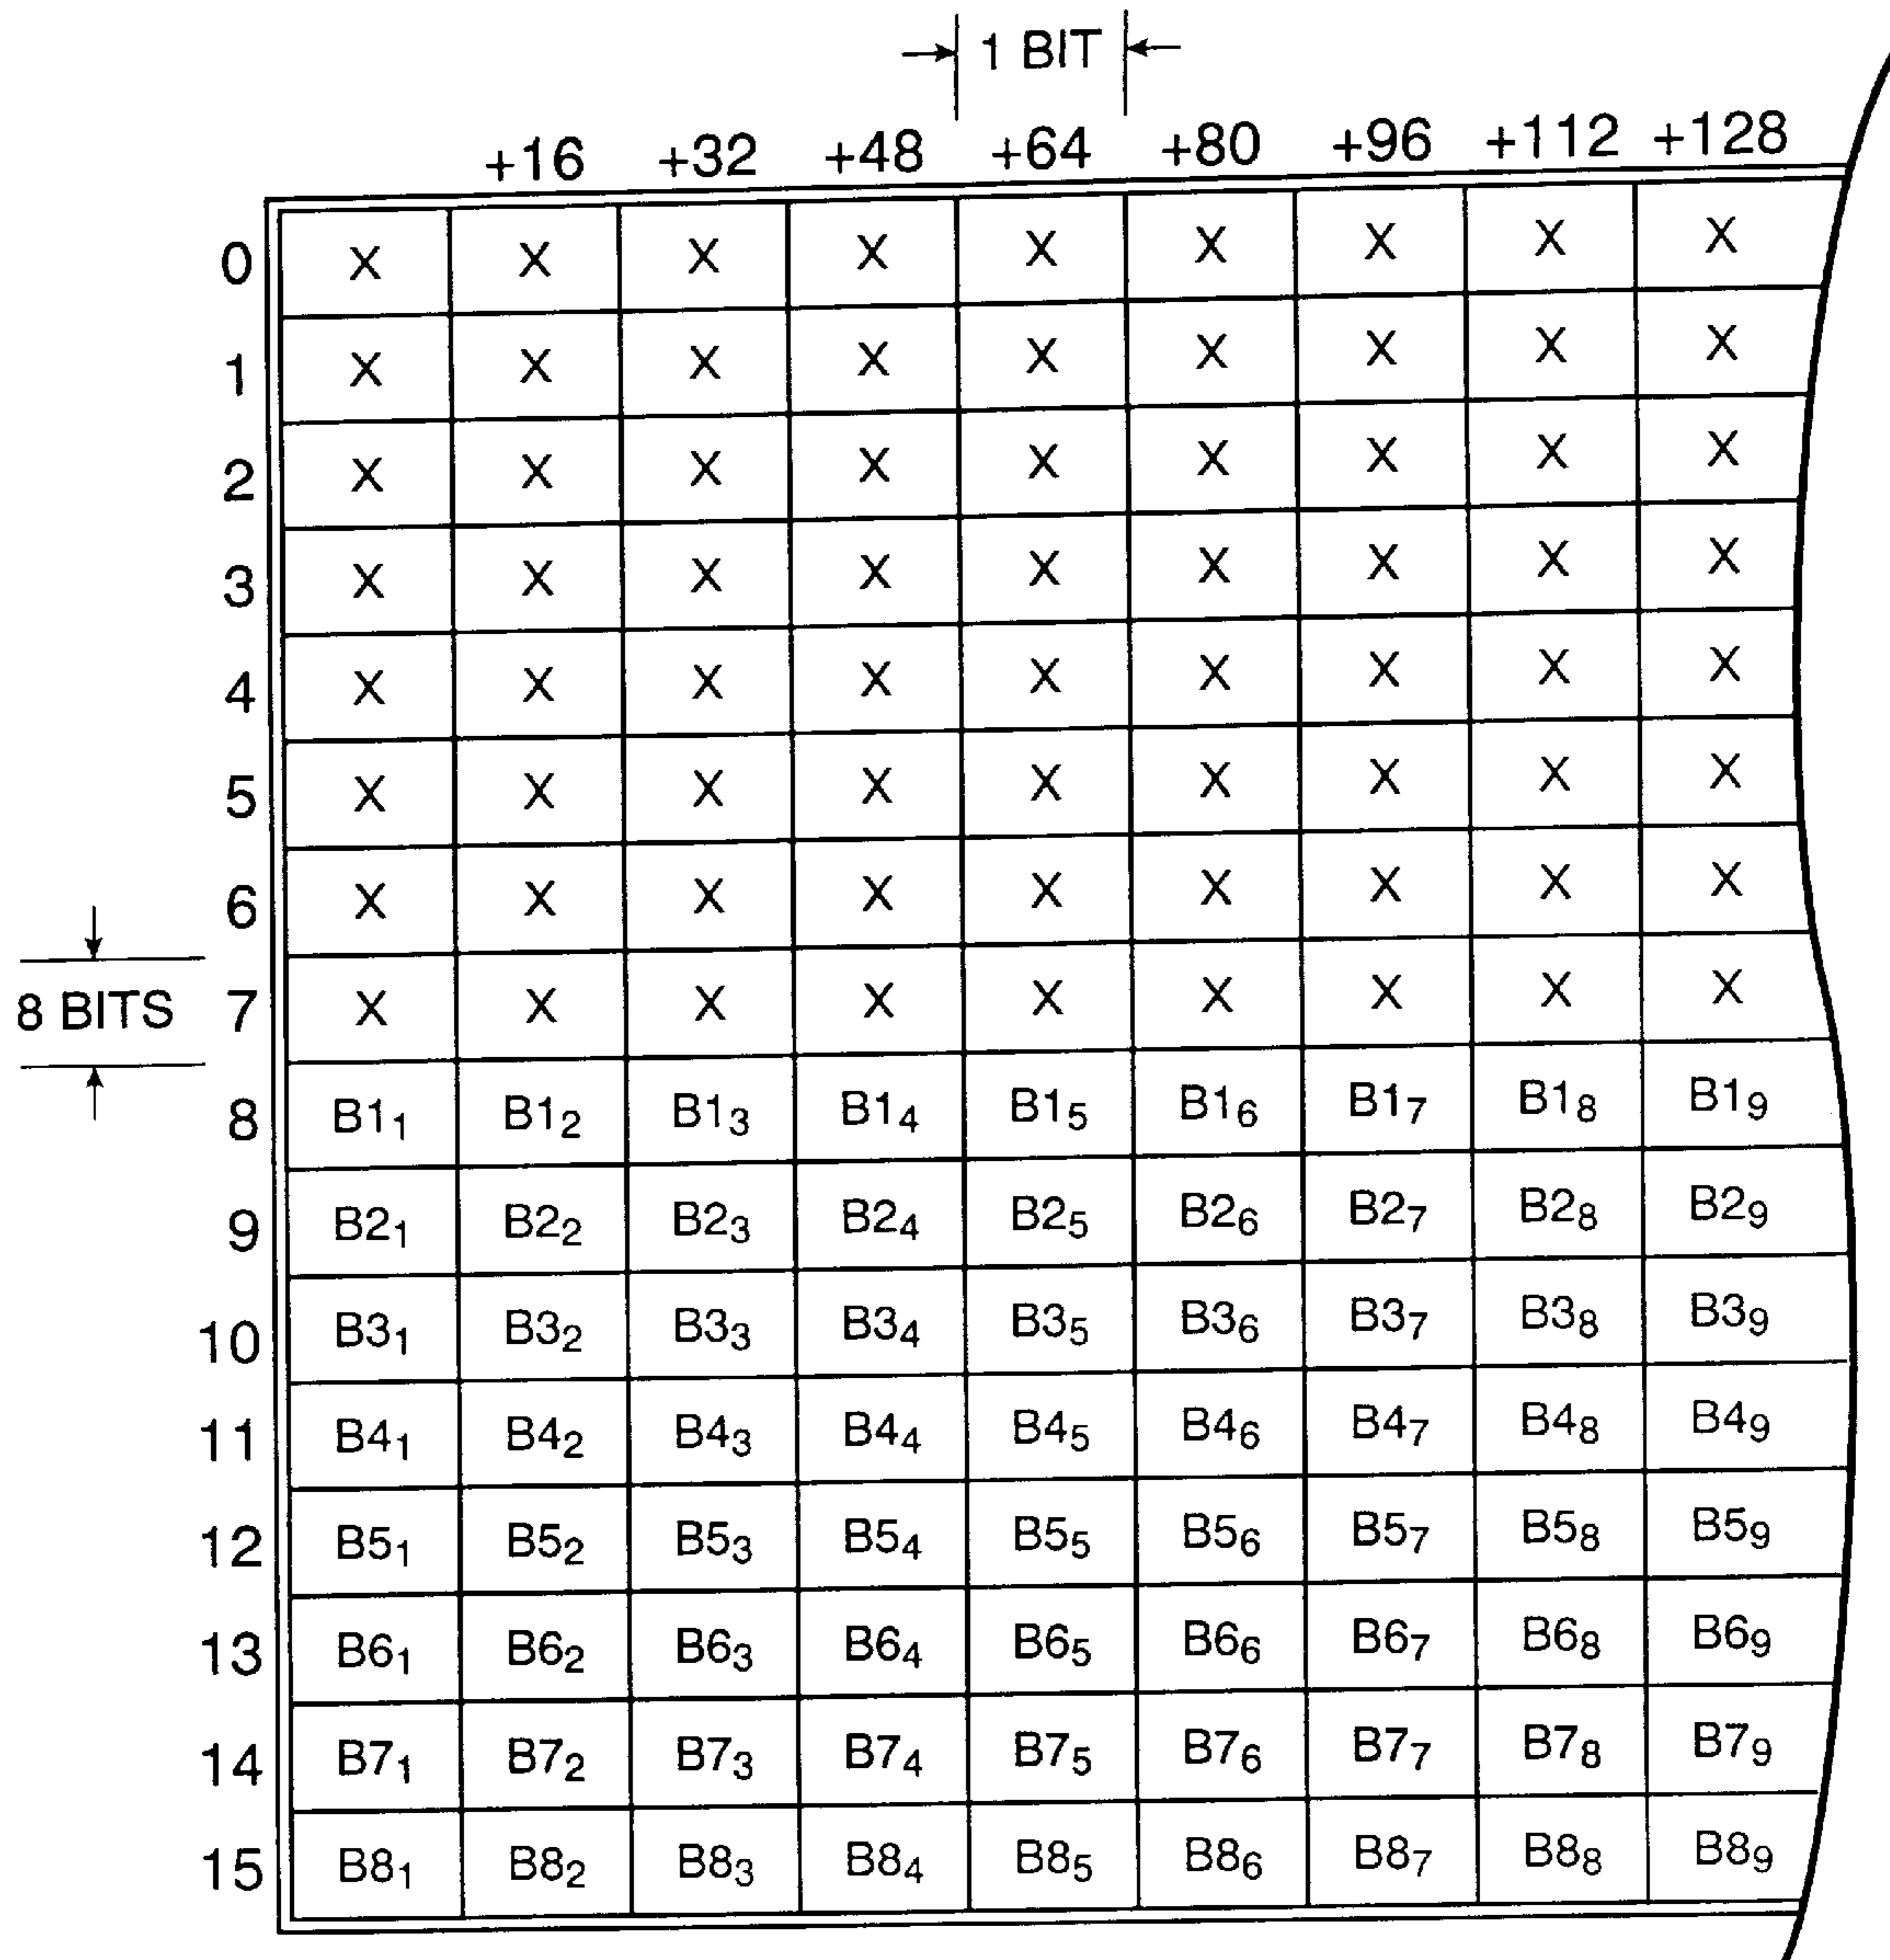 1 BIT
+16 +32 +48 +64 +80 +96 +112 +128
0 X X X X X X X X X
1 X X X X X X X X X
2 X X X X X X X X X
3 X X X X X X X X X
4 X X X X X X X X X
5 X X X X X X X X X
6 X X X X X X X X X
8 BITS 7 X X X X X X X X X
8 B1₁ B1₂ B1₃ B1₄ B1₅ B1₆ B1₇ B1₈ B1₉
9 B2₁ B2₂ B2₃ B2₄ B2₅ B2₆ B2₇ B2₈ B2₉
10 B3₁ B3₂ B3₃ B3₄ B3₅ B3₆ B3₇ B3₈ B3₉
11 B4₁ B4₂ B4₃ B4₄ B4₅ B4₆ B4₇ B4₈ B4₉
12 B5₁ B5₂ B5₃ B5₄ B5₅ B5₆ B5₇ B5₈ B5₉
13 B6₁ B6₂ B6₃ B6₄ B6₅ B6₆ B6₇ B6₈ B6₉
14 B7₁ B7₂ B7₃ B7₄ B7₅ B7₆ B7₇ B7₈ B7₉
15 B8₁ B8₂ B8₃ B8₄ B8₅ B8₆ B8₇ B8₈ B8₉